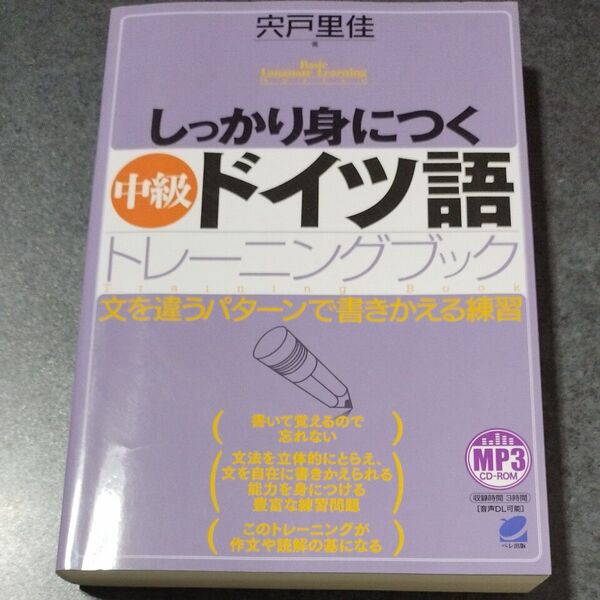 宍戸里佳
著
Basic
Language Learning
しっかり身につく
中級
ドイツ語
トレーニングブック
Training Book
文を違うパターンで書きかえる練習
書いて覚えるので
忘れない
文法を立体的にとらえ、
文を自在に書きかえられる
能力を身につける
豊富な練習問題
このトレーニングが
作文や読解の基になる
MP3
CD-ROM
収録時間 3時間
[音声DL可能]
ベレ出版